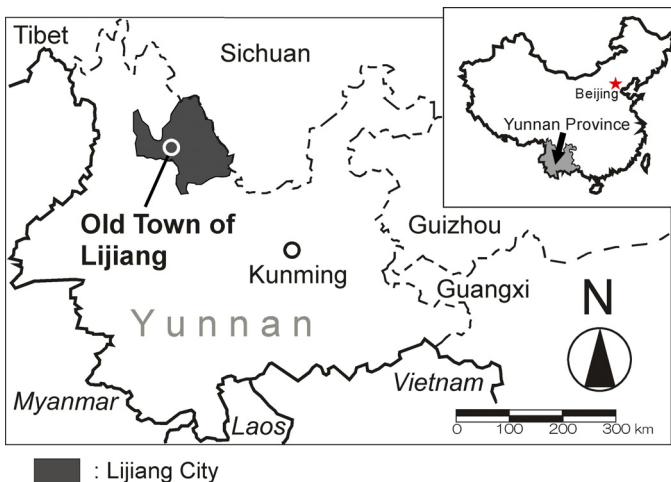 Tibet
Sichuan
Beijing
Yunnan Province
Old Town of
Lijiang
Guizhou
Kunming
Guangxi
N
Yunnan
Myanmar
Laos
Vietnam
0 100 200 300 km
: Lijiang City